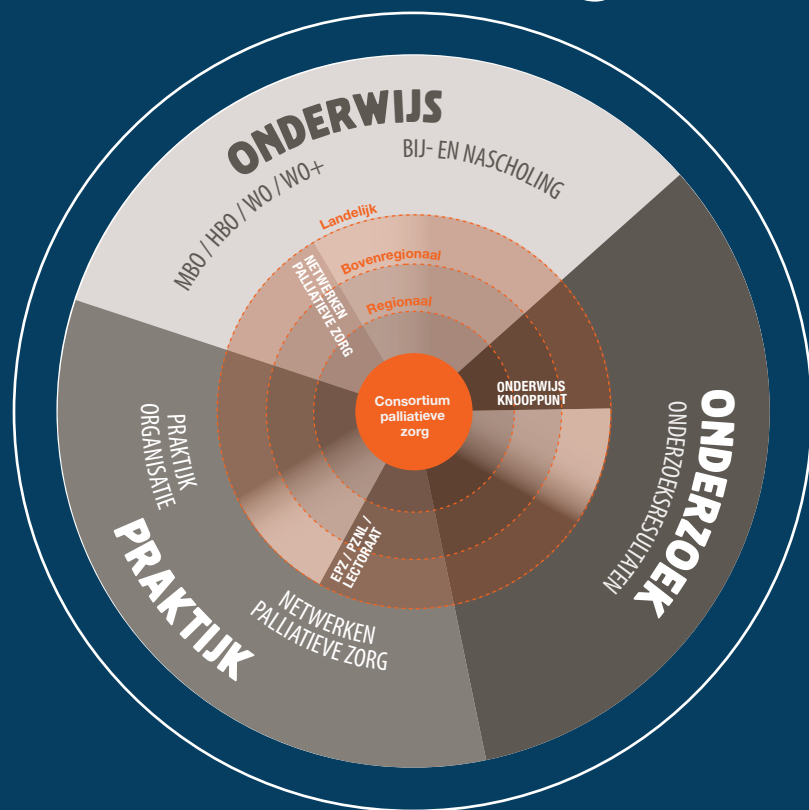 ONDERWIJS
MBO / HBO / WO / WO+
BIJ- EN NASCHOLING
Landelijk
Bovenregionaal
Regionaal
NETWERKEN
PALLIATIEVE ZORG
Consortium
palliatieve
zorg
ONDERWIJS
KNOOPPUNT
ONDERZOEK
ONDERZOEKSRESULTATEN
PRAKTIJK
ORGANISATIE
PRAKTIJK
EPZ / PZNL /
LECTORAAT
NETWERKEN
PALLIATIEVE ZORG